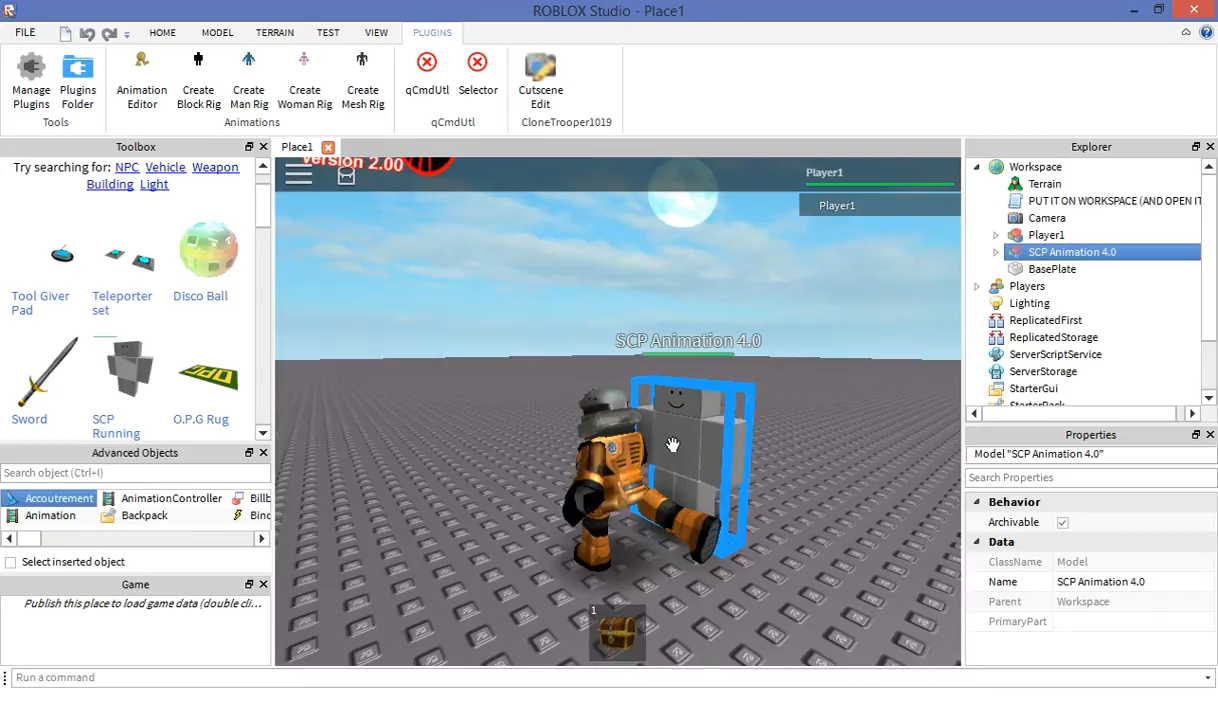 ROBLOX Studio - Place1
FILE HOME MODEL TERRAIN TEST VIEW PLUGINS
Manage Plugins
Plugins Folder
Tools
Animation Editor
Create Block Rig
Create Man Rig
Create Woman Rig
Create Mesh Rig
Animations
qCmdUtl
Selector
qCmdUtl
Cutscene Edit
CloneTrooper1019
Toolbox
Try searching for: NPC Vehicle Weapon
Building Light
Tool Giver Pad
Teleporter set
Disco Ball
Sword
SCP Running
O.P.G Rug
Advanced Objects
Search object (Ctrl+I)
Accoutrement AnimationController Billb
Animation Backpack Bind
Select inserted object
Game
Publish this place to load game data (double cli...
Place1
Version 2.00
Player1
Player1
SCP Animation 4.0
1
Explorer
Workspace
Terrain
PUT IT ON WORKSPACE (AND OPEN IT
Camera
Player1
SCP Animation 4.0
BasePlate
Players
Lighting
ReplicatedFirst
ReplicatedStorage
ServerScriptService
ServerStorage
StarterGui
StarterPack
Properties
Model "SCP Animation 4.0"
Search Properties
Behavior
Archivable
Data
ClassName Model
Name SCP Animation 4.0
Parent Workspace
PrimaryPart
Run a command